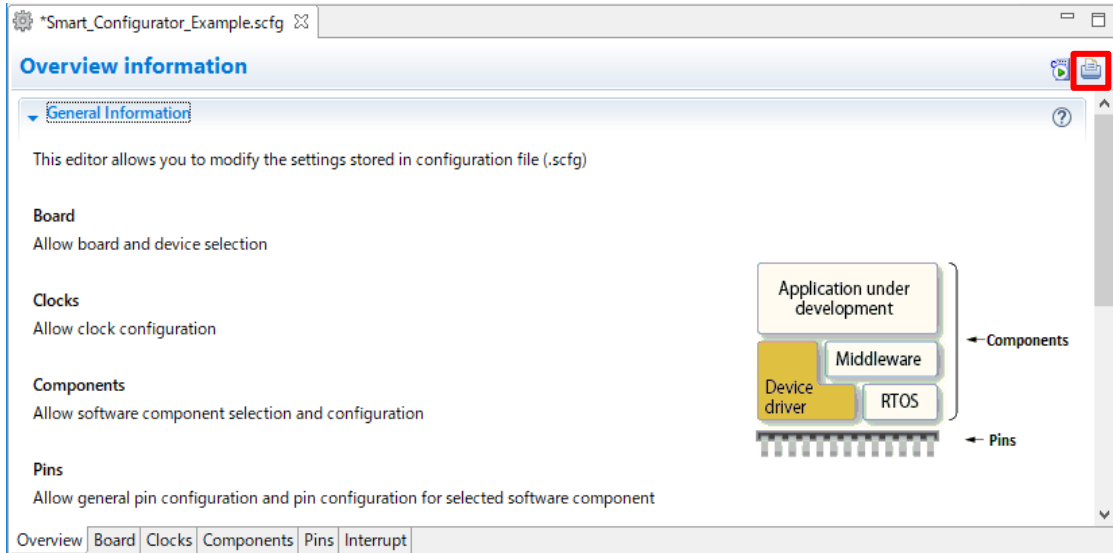 *Smart_Configurator_Example.scfg
Overview information
General Information
This editor allows you to modify the settings stored in configuration file (.scfg)
Board
Allow board and device selection
Clocks
Allow clock configuration
Components
Allow software component selection and configuration
Pins
Allow general pin configuration and pin configuration for selected software component
Application under
development
Middleware
Device
driver
RTOS
Components
Pins
Overview Board Clocks Components Pins Interrupt